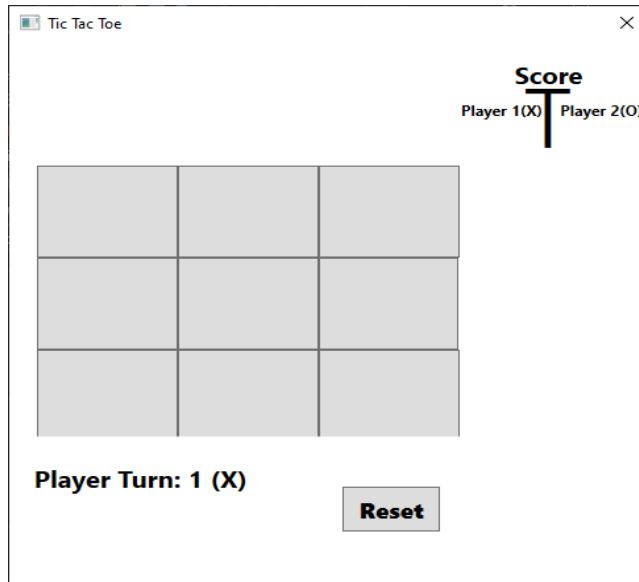 Tic Tac Toe
Score
Player 1(X) Player 2(O)
Player Turn: 1 (X)
Reset